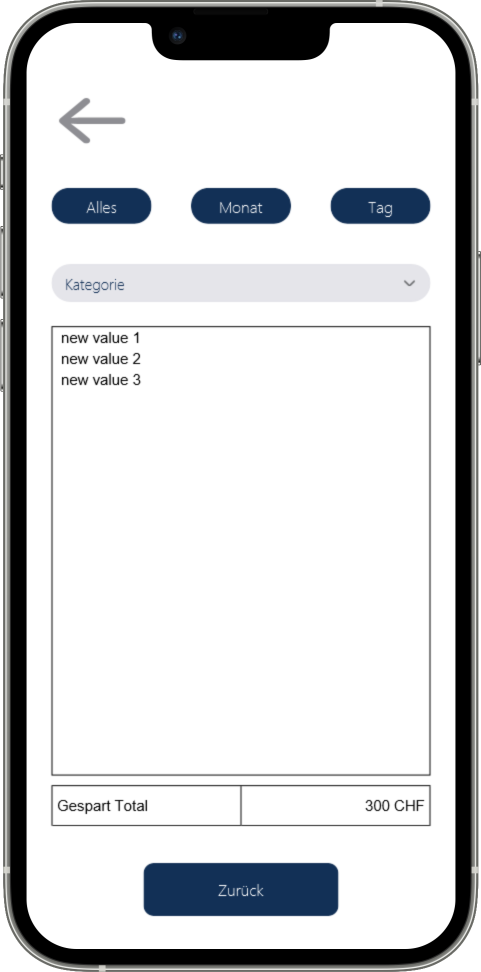 Alles Monat Tag
Kategorie
new value 1
new value 2
new value 3
Gespart Total 300 CHF
Zurück